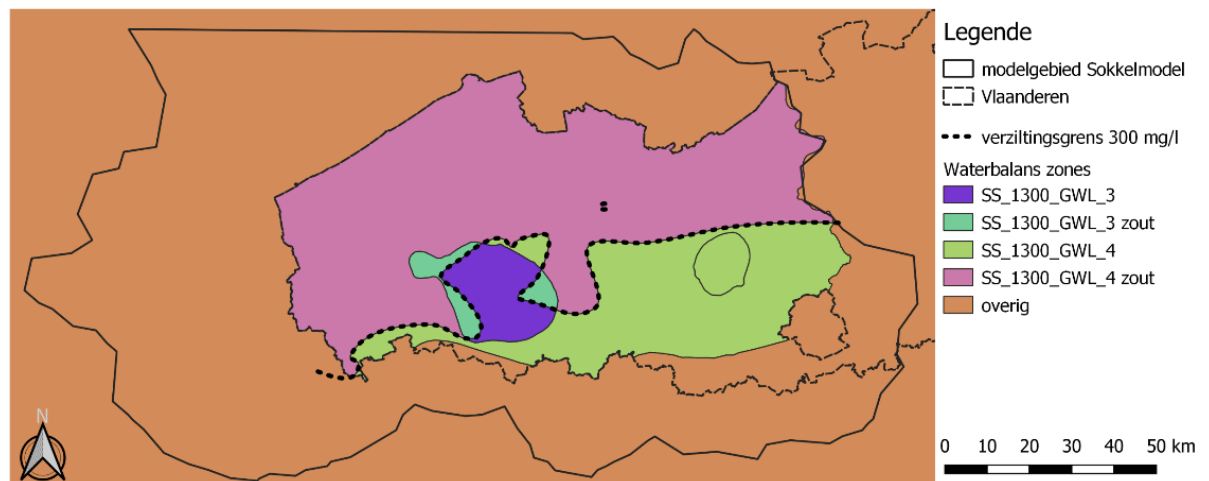 Legende
modelgebied Sokkelmodel
Vlaanderen
verziltingsgrens 300 mg/l
Waterbalans zones
SS_1300_GWL_3
SS_1300_GWL_3 zout
SS_1300_GWL_4
SS_1300_GWL_4 zout
overig
N
0 10 20 30 40 50 km